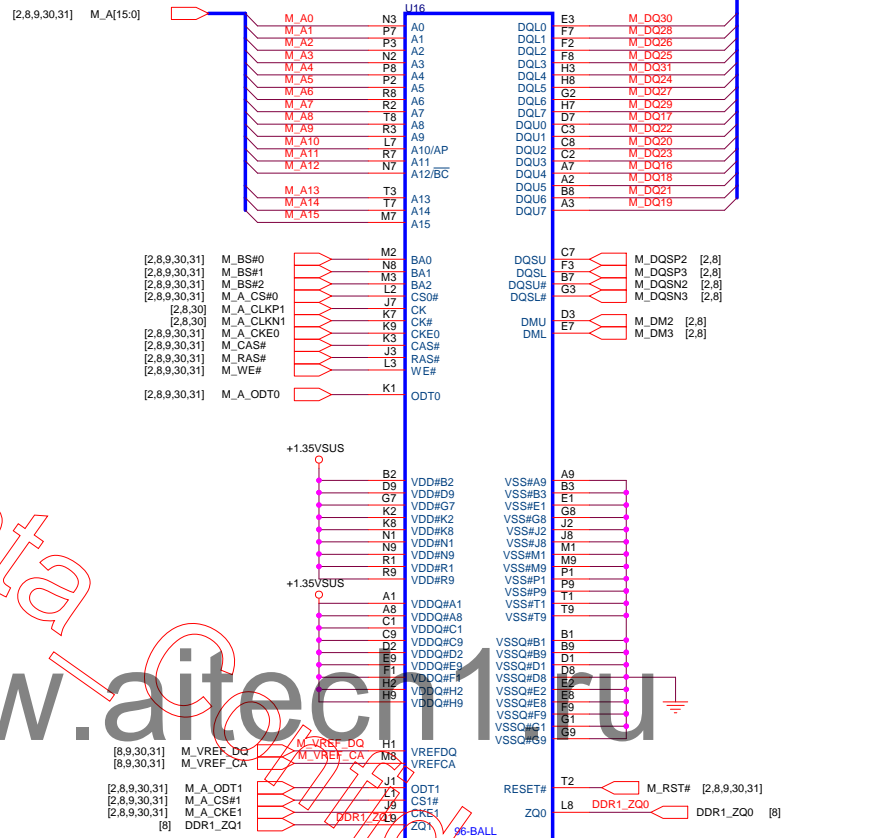 U16
[2,8,9,30,31] M_A[15:0]
M_A0 N3 A0 DQL0 E3 M_DQ30
M_A1 P7 A1 DQL1 F7 M_DQ28
M_A2 P3 A2 DQL2 F2 M_DQ26
M_A3 N2 A3 DQL3 F8 M_DQ25
M_A4 P8 A4 DQL4 H3 M_DQ31
M_A5 P2 A5 DQL5 H8 M_DQ24
M_A6 R8 A6 DQL6 G2 M_DQ27
M_A7 R2 A7 DQL7 H7 M_DQ29
M_A8 T8 A8 DQU0 D7 M_DQ17
M_A9 R3 A9 DQU1 C3 M_DQ22
M_A10 L7 A10/AP DQU2 C8 M_DQ20
M_A11 R7 A11 DQU3 C2 M_DQ23
M_A12 N7 A12/BC DQU4 A7 M_DQ16
DQU5 A2 M_DQ18
M_A13 T3 A13 DQU6 B8 M_DQ21
M_A14 T7 A14 DQU7 A3 M_DQ19
M_A15 M7 A15
[2,8,9,30,31] M_BS#0 M2 BA0 DQSU C7 M_DQSP2 [2,8]
[2,8,9,30,31] M_BS#1 N8 BA1 DQSL F3 M_DQSP3 [2,8]
[2,8,9,30,31] M_BS#2 M3 BA2 DQSU# B7 M_DQSN2 [2,8]
[2,8,9,30,31] M_A_CS#0 L2 CS0# DQSL# G3 M_DQSN3 [2,8]
[2,8,30] M_A_CLKP1 J7 CK
[2,8,30] M_A_CLKN1 K7 CK# DMU D3 M_DM2 [2,8]
[2,8,9,30,31] M_A_CKE0 K9 CKE0 DML E7 M_DM3 [2,8]
[2,8,9,30,31] M_CAS# K3 CAS#
[2,8,9,30,31] M_RAS# J3 RAS#
[2,8,9,30,31] M_WE# L3 WE#
[2,8,9,30,31] M_A_ODT0 K1 ODT0
+1.35VSUS
B2 VDD#B2 VSS#A9 A9
D9 VDD#D9 VSS#B3 B3
G7 VDD#G7 VSS#E1 E1
K2 VDD#K2 VSS#G8 G8
K8 VDD#K8 VSS#J2 J2
N1 VDD#N1 VSS#J8 J8
N9 VDD#N9 VSS#M1 M1
R1 VDD#R1 VSS#M9 M9
R9 VDD#R9 VSS#P1 P1
+1.35VSUS VSS#P9 P9
A1 VDDQ#A1 VSS#T1 T1
A8 VDDQ#A8 VSS#T9 T9
C1 VDDQ#C1
C9 VDDQ#C9 VSSQ#B1 B1
D2 VDDQ#D2 VSSQ#B9 B9
E9 VDDQ#E9 VSSQ#D1 D1
F1 VDDQ#F1 VSSQ#D8 D8
H2 VDDQ#H2 VSSQ#E2 E2
H9 VDDQ#H9 VSSQ#E8 E8
VSSQ#F9 F9
VSSQ#G1 G1
VSSQ#G9 G9
w.aitech1.ru
[8,9,30,31] M_VREF_DQ M_VREF_DQ H1 VREFDQ
[8,9,30,31] M_VREF_CA M_VREF_CA M8 VREFCA
[2,8,9,30,31] M_A_ODT1 J1 ODT1 RESET# T2 M_RST# [2,8,9,30,31]
[2,8,9,30,31] M_A_CS#1 L1 CS1#
[2,8,9,30,31] M_A_CKE1 J9 CKE1 ZQ0 L8 DDR1_ZQ0 DDR1_ZQ0 [8]
[8] DDR1_ZQ1 DDR1_ZQ1 L9 ZQ1
96-BALL